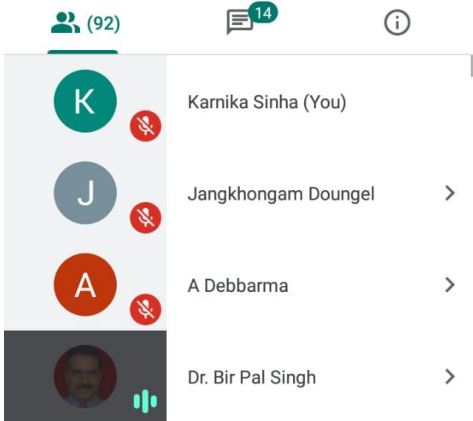 (92)
14
K
Karnika Sinha (You)
J
Jangkhongam Doungel
A
A Debbarma
Dr. Bir Pal Singh